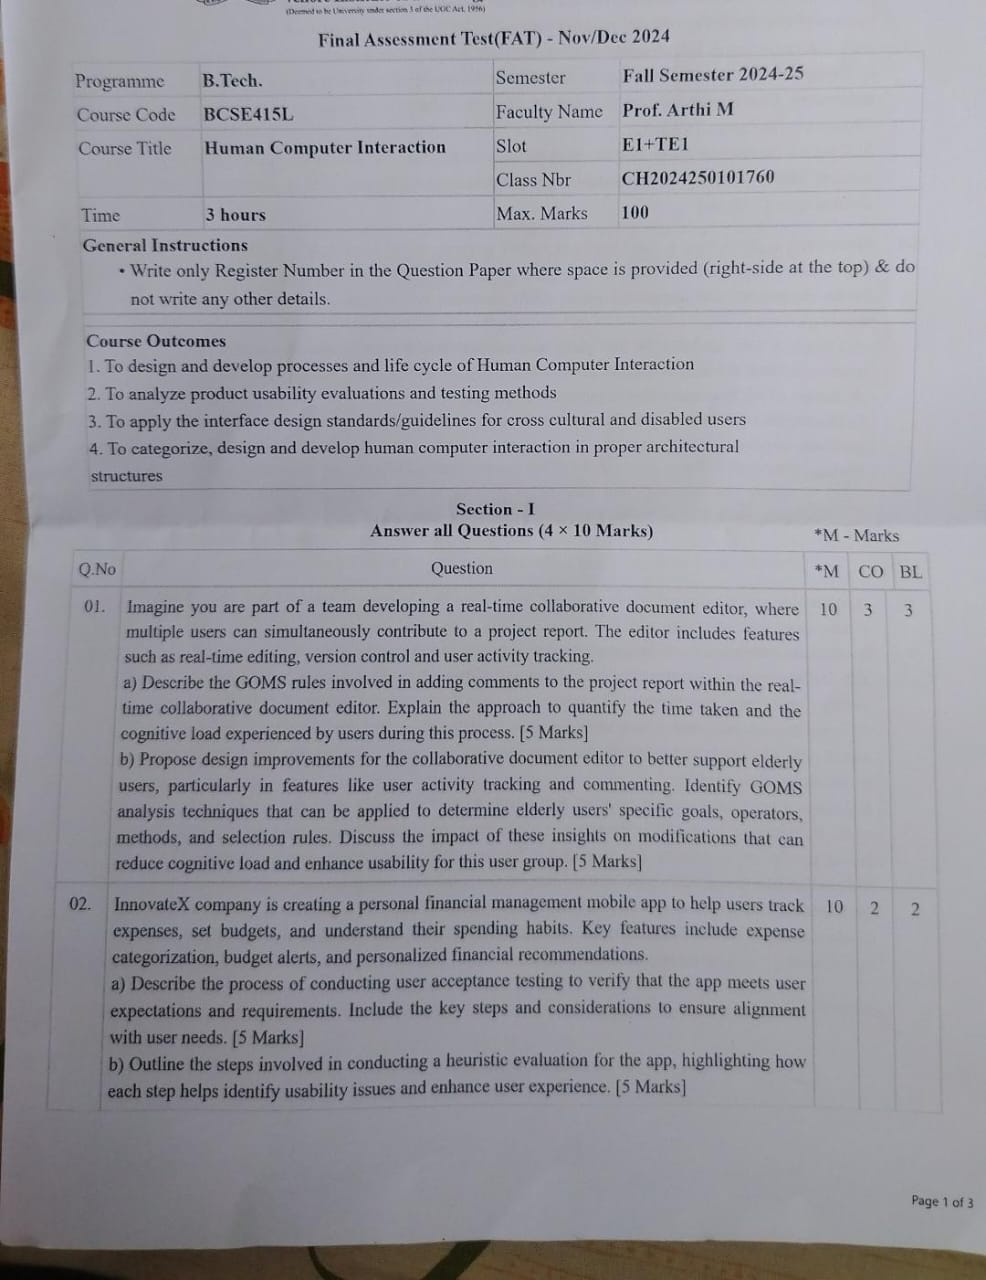 (Deemed to be University under section 3 of the UGC Act, 1956)
Final Assessment Test(FAT) - Nov/Dec 2024
Programme B.Tech. Semester Fall Semester 2024-25
Course Code BCSE415L Faculty Name Prof. Arthi M
Course Title Human Computer Interaction Slot E1+TE1
Class Nbr CH2024250101760
Time 3 hours Max. Marks 100
General Instructions
• Write only Register Number in the Question Paper where space is provided (right-side at the top) & do
not write any other details.
Course Outcomes
1. To design and develop processes and life cycle of Human Computer Interaction
2. To analyze product usability evaluations and testing methods
3. To apply the interface design standards/guidelines for cross cultural and disabled users
4. To categorize, design and develop human computer interaction in proper architectural
structures
Section - I
Answer all Questions (4 × 10 Marks)
*M - Marks
Q.No Question *M CO BL
01. Imagine you are part of a team developing a real-time collaborative document editor, where 10 3 3
multiple users can simultaneously contribute to a project report. The editor includes features
such as real-time editing, version control and user activity tracking.
a) Describe the GOMS rules involved in adding comments to the project report within the real-
time collaborative document editor. Explain the approach to quantify the time taken and the
cognitive load experienced by users during this process. [5 Marks]
b) Propose design improvements for the collaborative document editor to better support elderly
users, particularly in features like user activity tracking and commenting. Identify GOMS
analysis techniques that can be applied to determine elderly users' specific goals, operators,
methods, and selection rules. Discuss the impact of these insights on modifications that can
reduce cognitive load and enhance usability for this user group. [5 Marks]
02. InnovateX company is creating a personal financial management mobile app to help users track 10 2 2
expenses, set budgets, and understand their spending habits. Key features include expense
categorization, budget alerts, and personalized financial recommendations.
a) Describe the process of conducting user acceptance testing to verify that the app meets user
expectations and requirements. Include the key steps and considerations to ensure alignment
with user needs. [5 Marks]
b) Outline the steps involved in conducting a heuristic evaluation for the app, highlighting how
each step helps identify usability issues and enhance user experience. [5 Marks]
Page 1 of 3